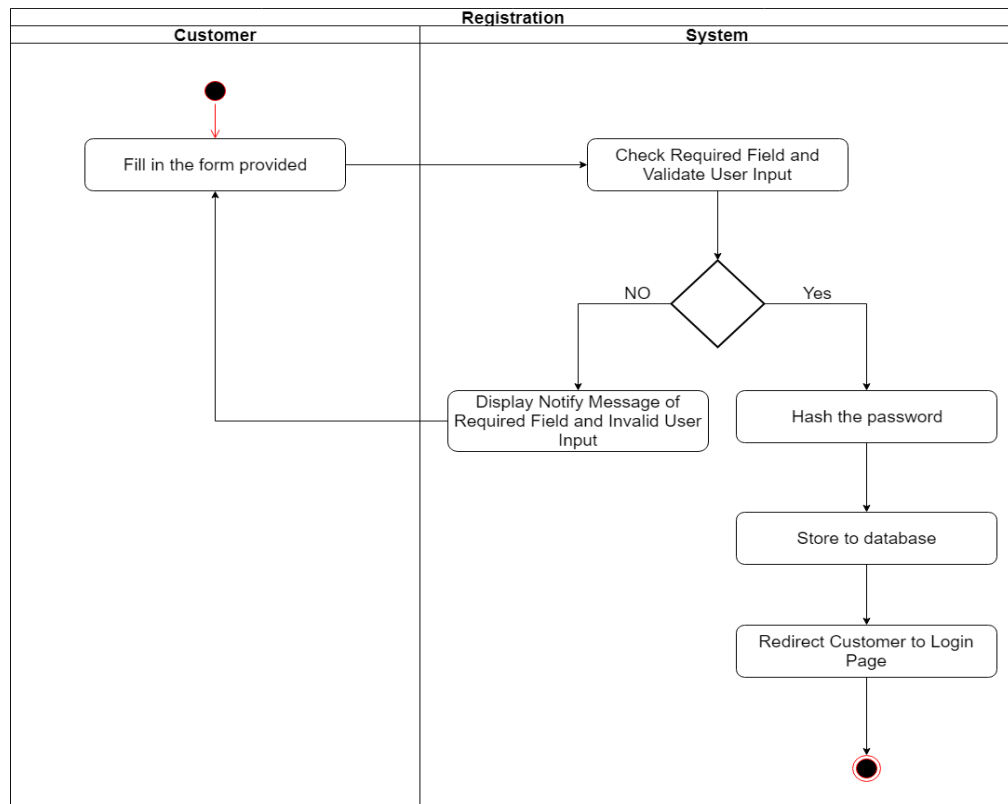 Registration
Customer
System
Fill in the form provided
Check Required Field and
Validate User Input
NO
Yes
Display Notify Message of
Required Field and Invalid User
Input
Hash the password
Store to database
Redirect Customer to Login
Page